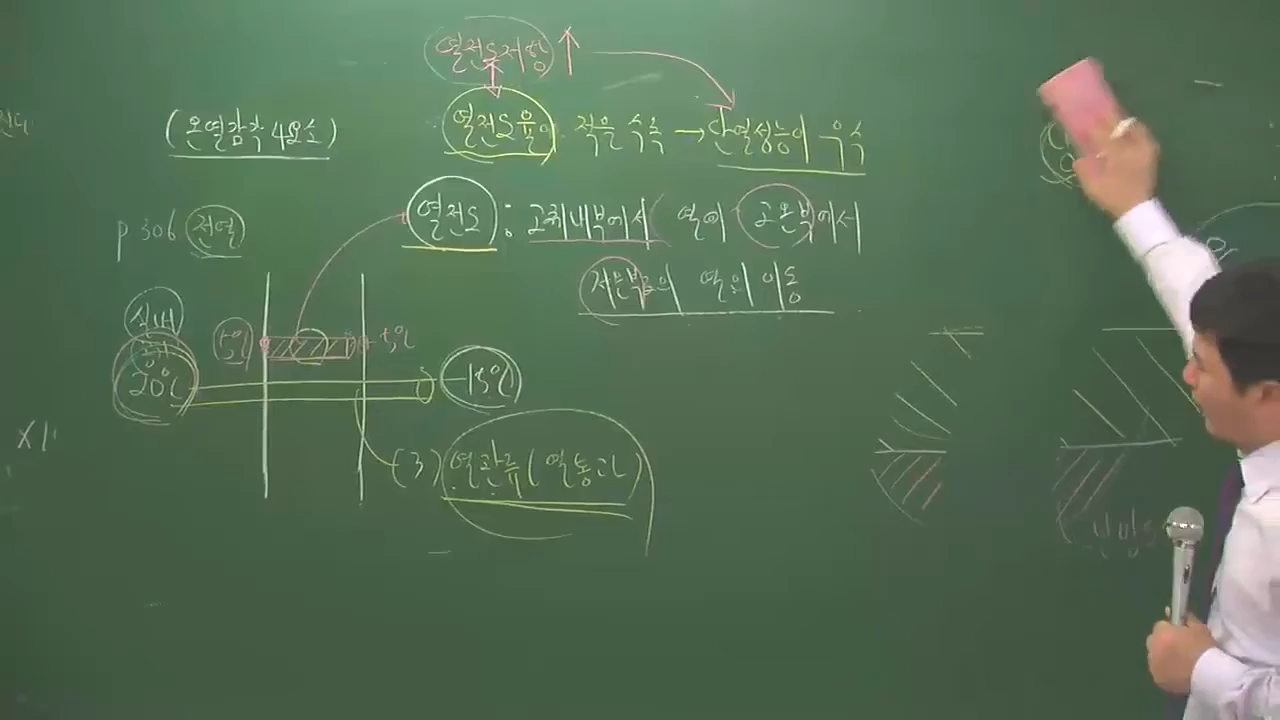 열전도저항 ↑
(온열감각 4요소)
열전도율이 적을수록 → 단열성능이 우수
p 306 전열
열전도 : 고체내부에서 열이 고온부에서
저온부로의 열의 이동
실내
5℃
-5℃
20℃
-15℃
(3) 열관류(열통과)